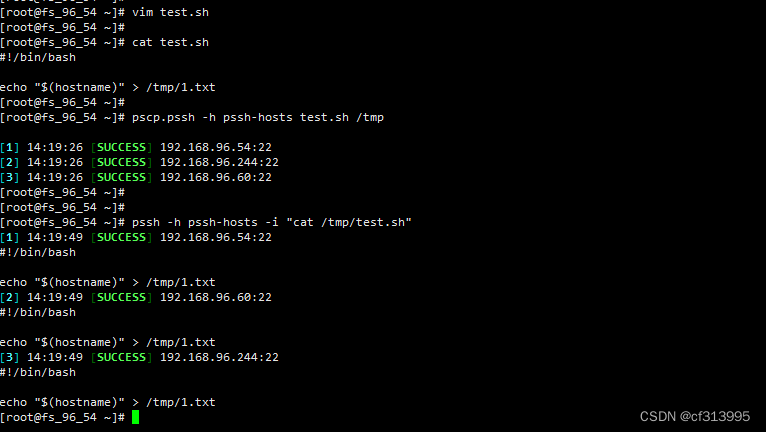 [root@fs_96_54 ~]# vim test.sh
[root@fs_96_54 ~]#
[root@fs_96_54 ~]# cat test.sh
#!/bin/bash
echo "$(hostname)" > /tmp/1.txt
[root@fs_96_54 ~]#
[root@fs_96_54 ~]# pscp.pssh -h pssh-hosts test.sh /tmp
[1] 14:19:26 [SUCCESS] 192.168.96.54:22
[2] 14:19:26 [SUCCESS] 192.168.96.244:22
[3] 14:19:26 [SUCCESS] 192.168.96.60:22
[root@fs_96_54 ~]#
[root@fs_96_54 ~]#
[root@fs_96_54 ~]# pssh -h pssh-hosts -i "cat /tmp/test.sh"
[1] 14:19:49 [SUCCESS] 192.168.96.54:22
#!/bin/bash
echo "$(hostname)" > /tmp/1.txt
[2] 14:19:49 [SUCCESS] 192.168.96.60:22
#!/bin/bash
echo "$(hostname)" > /tmp/1.txt
[3] 14:19:49 [SUCCESS] 192.168.96.244:22
#!/bin/bash
echo "$(hostname)" > /tmp/1.txt
[root@fs_96_54 ~]#
CSDN @cf313995